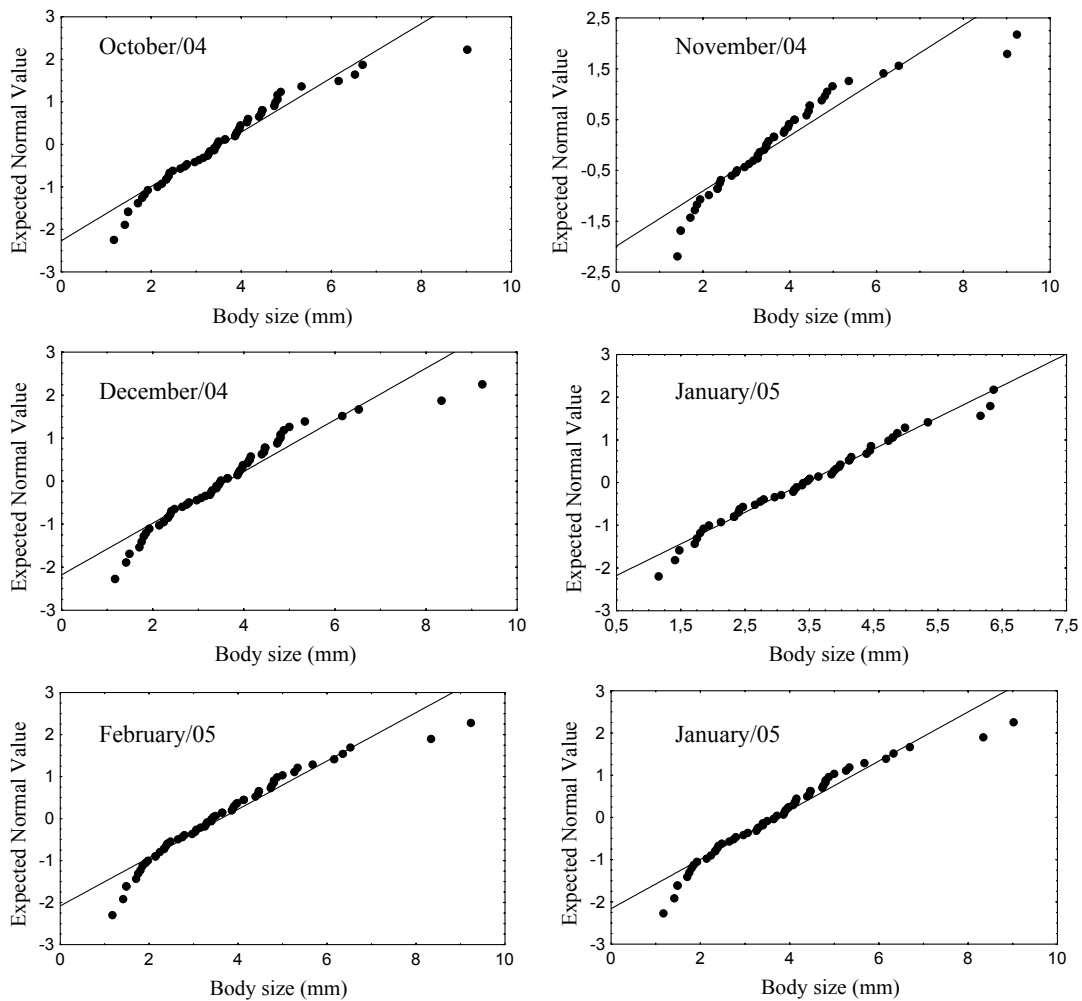 October/04
Expected Normal Value
3
2
1
0
-1
-2
-3
0 2 4 6 8 10
Body size (mm)
November/04
Expected Normal Value
2,5
1,5
0,5
-0,5
-1,5
-2,5
0 2 4 6 8 10
Body size (mm)
December/04
Expected Normal Value
3
2
1
0
-1
-2
-3
0 2 4 6 8 10
Body size (mm)
January/05
Expected Normal Value
3
2
1
0
-1
-2
-3
0,5 1,5 2,5 3,5 4,5 5,5 6,5 7,5
Body size (mm)
February/05
Expected Normal Value
3
2
1
0
-1
-2
-3
0 2 4 6 8 10
Body size (mm)
January/05
Expected Normal Value
3
2
1
0
-1
-2
-3
0 2 4 6 8 10
Body size (mm)